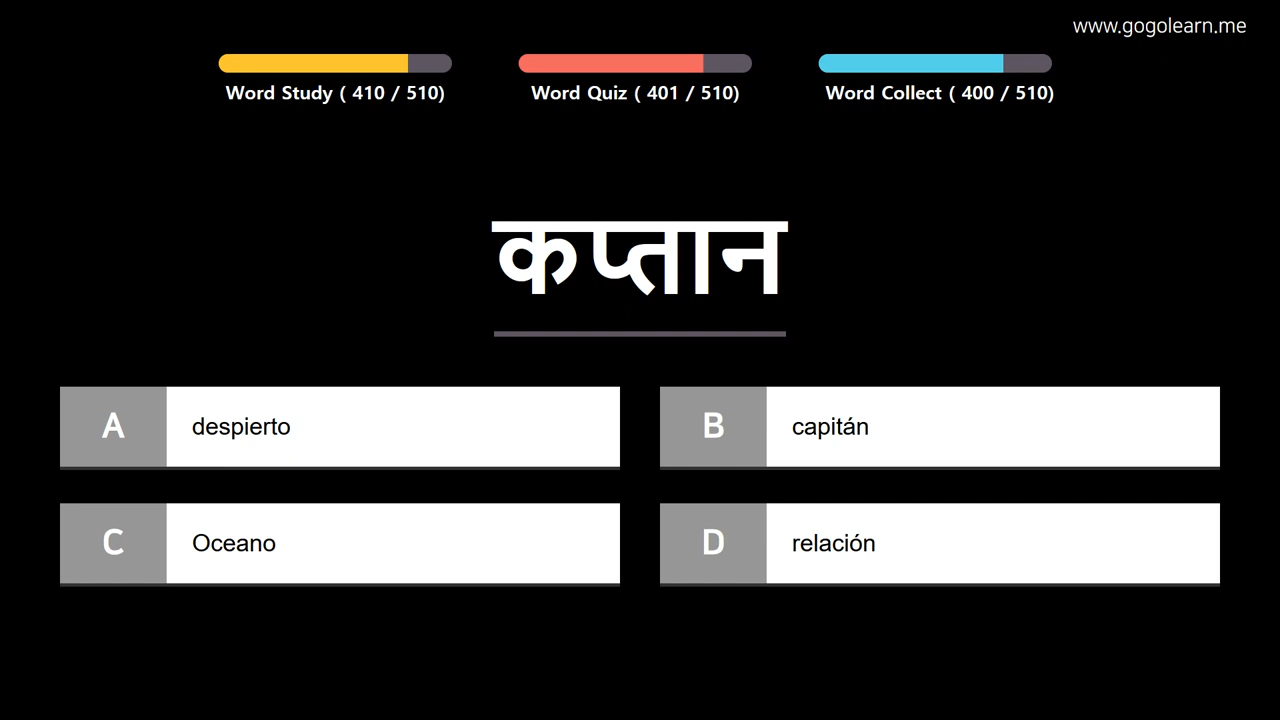 www.gogolearn.me
Word Study ( 410 / 510)
Word Quiz ( 401 / 510)
Word Collect ( 400 / 510)
कप्तान
A despierto
B capitán
C Oceano
D relación